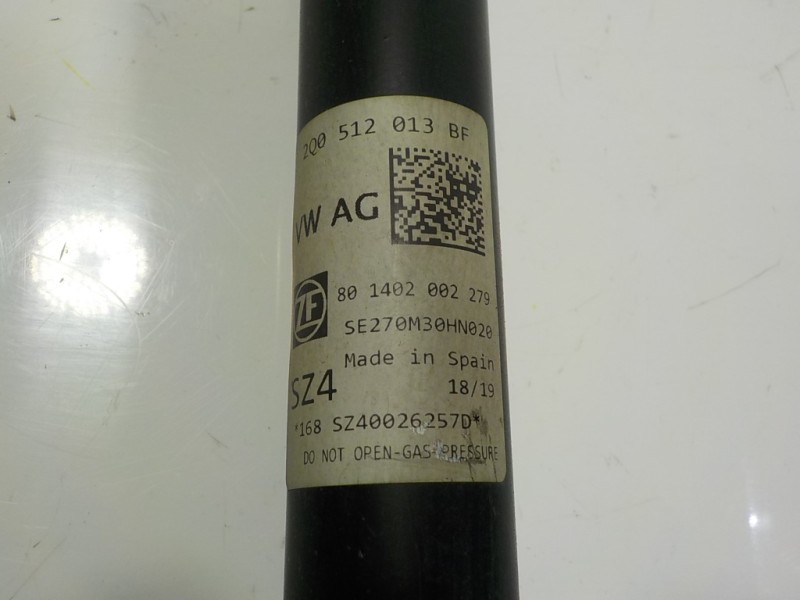 2Q0 512 013 BF
VW AG
ZF
80 1402 002 279
SE270M30HN020
Made in Spain
SZ4
18/19
*168 SZ40026257D*
DO NOT OPEN-GAS-PRESSURE